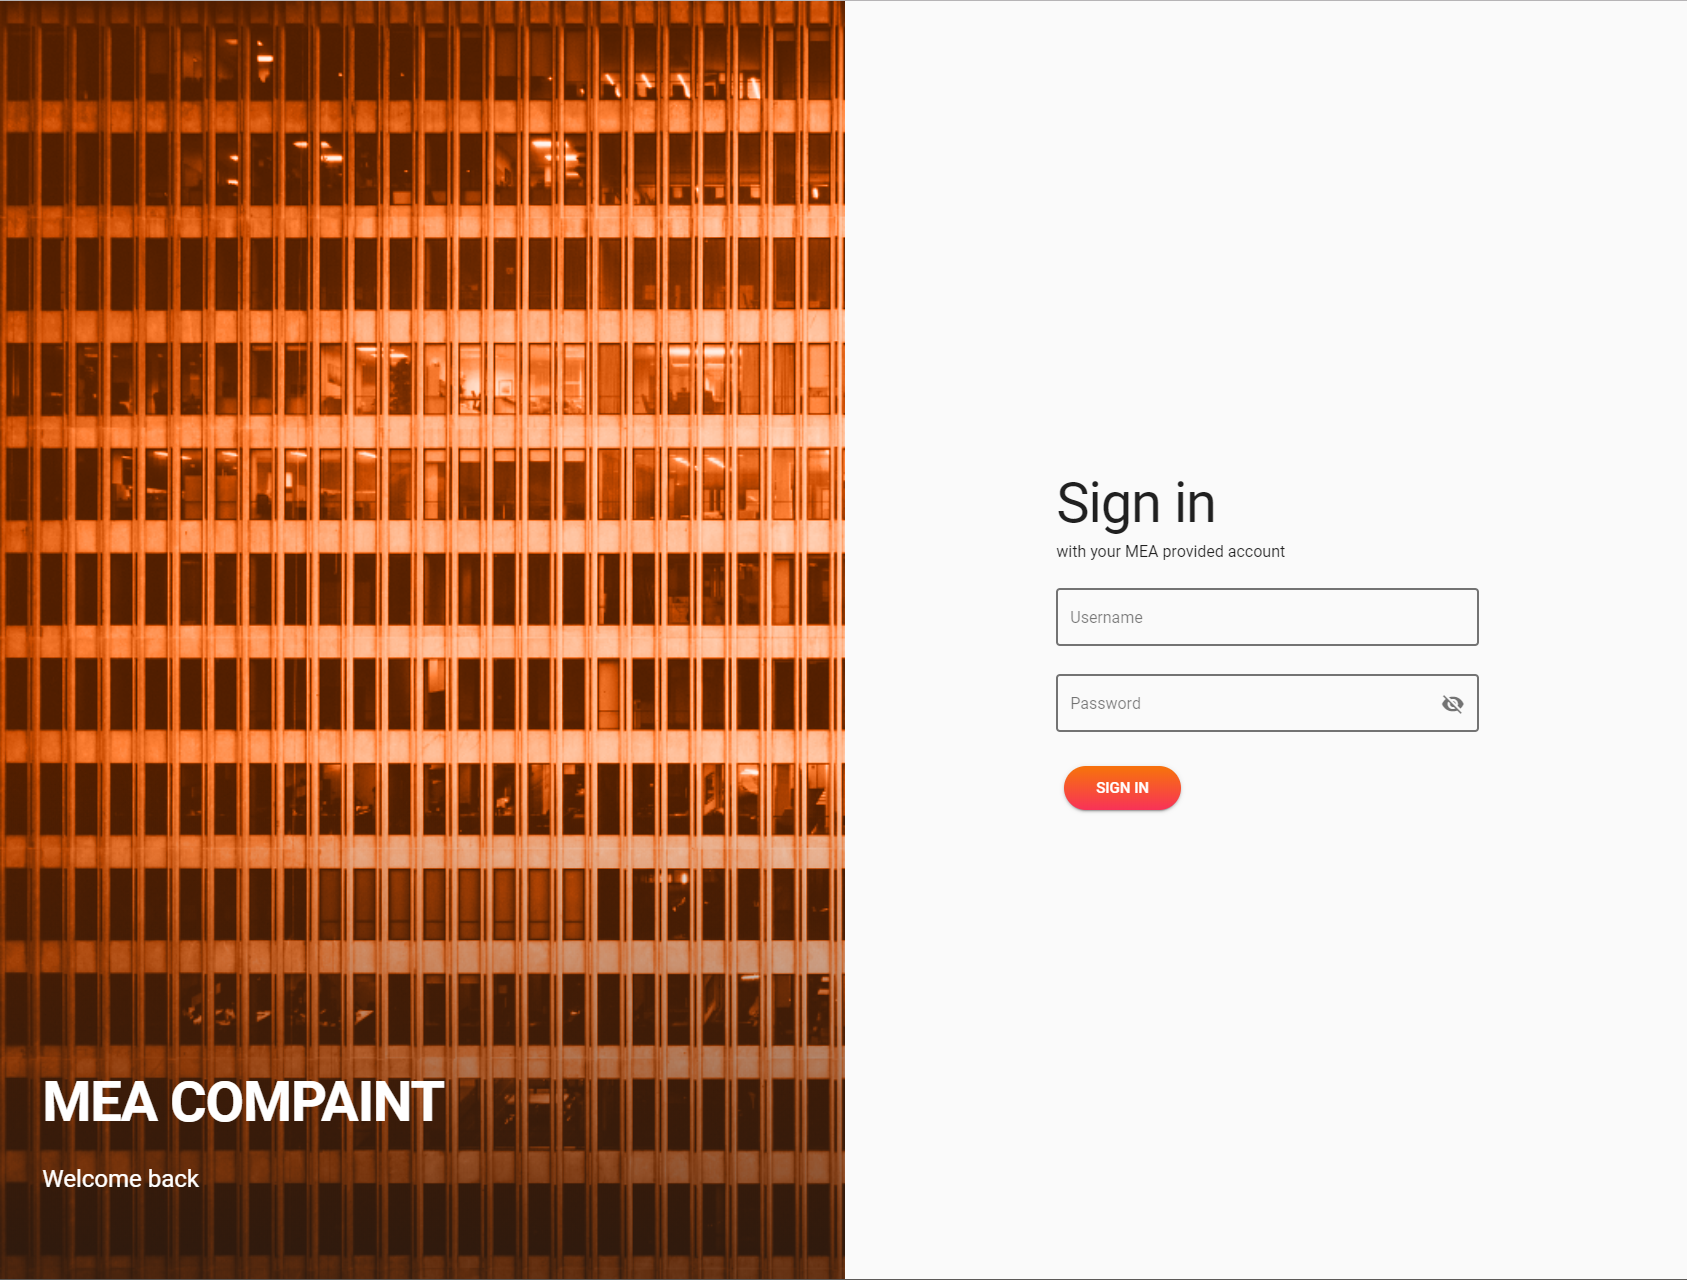 MEA COMPAINT
Welcome back
Sign in
with your MEA provided account
Username
Password
SIGN IN